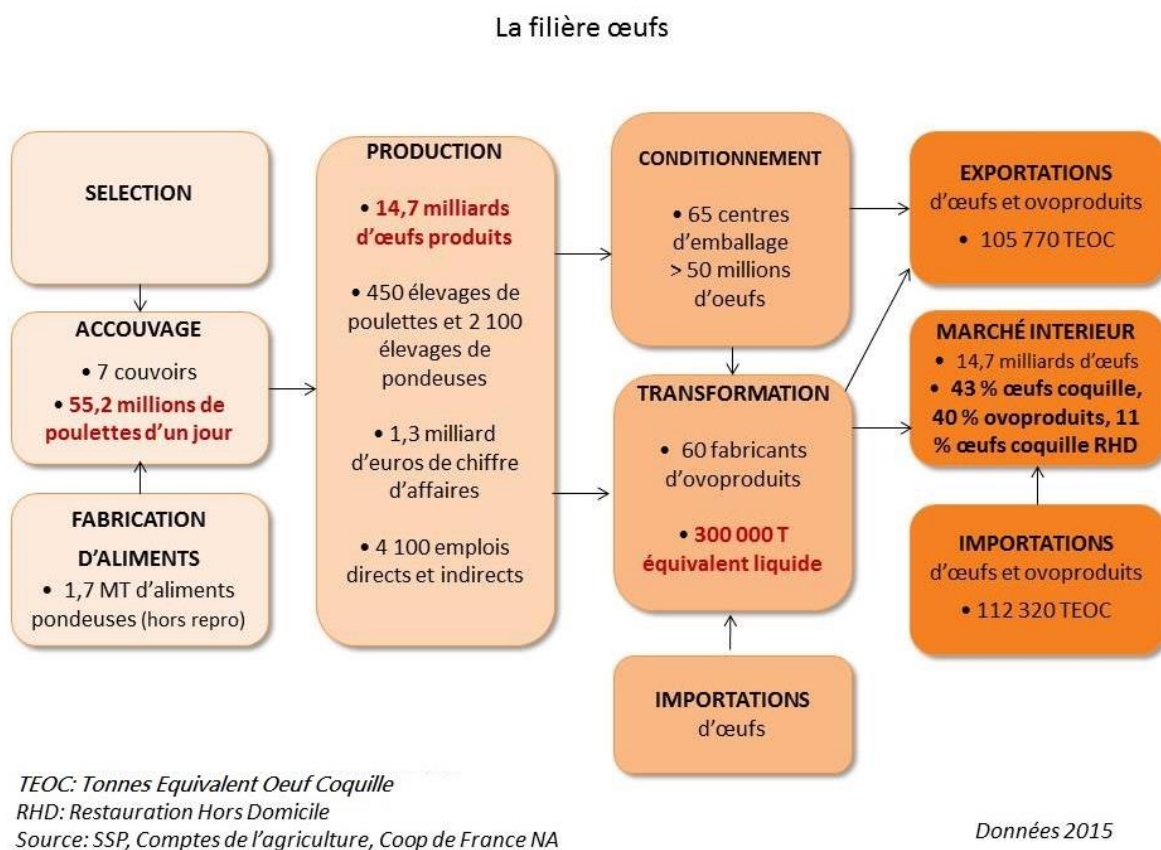 La filière œufs
SELECTION
ACCOUVAGE
• 7 couvoirs
• 55,2 millions de
poulettes d'un jour
FABRICATION
D'ALIMENTS
• 1,7 MT d'aliments
pondeuses (hors repro)
PRODUCTION
• 14,7 milliards
d'œufs produits
• 450 élevages de
poulettes et 2 100
élevages de
pondeuses
• 1,3 milliard
d'euros de chiffre
d'affaires
• 4 100 emplois
directs et indirects
CONDITIONNEMENT
• 65 centres
d'emballage
> 50 millions
d'oeufs
TRANSFORMATION
• 60 fabricants
d'ovoproduits
• 300 000 T
équivalent liquide
IMPORTATIONS
d'œufs
EXPORTATIONS
d'œufs et ovoproduits
• 105 770 TEOC
MARCHÉ INTERIEUR
• 14,7 milliards d'œufs
• 43 % œufs coquille,
40 % ovoproduits, 11
% œufs coquille RHD
IMPORTATIONS
d'œufs et ovoproduits
• 112 320 TEOC
TEOC: Tonnes Equivalent Oeuf Coquille
RHD: Restauration Hors Domicile
Source: SSP, Comptes de l'agriculture, Coop de France NA
Données 2015